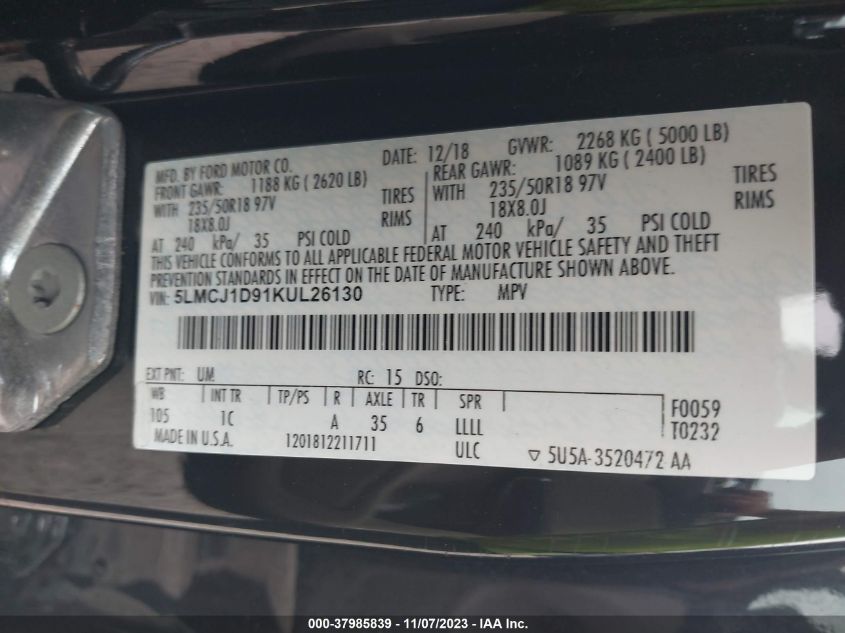 MFD. BY FORD MOTOR CO. DATE: 12/18 GVWR: 2268 KG ( 5000 LB)
FRONT GAWR: 1188 KG ( 2620 LB) REAR GAWR: 1089 KG ( 2400 LB)
WITH 235/50R18 97V TIRES WITH 235/50R18 97V TIRES
18X8.0J RIMS 18X8.0J RIMS
AT 240 kPa/ 35 PSI COLD AT 240 kPa/ 35 PSI COLD
THIS VEHICLE CONFORMS TO ALL APPLICABLE FEDERAL MOTOR VEHICLE SAFETY AND THEFT
PREVENTION STANDARDS IN EFFECT ON THE DATE OF MANUFACTURE SHOWN ABOVE.
VIN: 5LMCJ1D91KUL26130 TYPE: MPV
EXT PNT: UM RC: 15 DSO:
WB INT TR TP/PS R AXLE TR SPR F0059
105 1C A 35 6 LLLL T0232
MADE IN U.S.A. 1201812211711 ULC ▽ 5U5A-3520472 AA
000-37985839 - 11/07/2023 - IAA Inc.